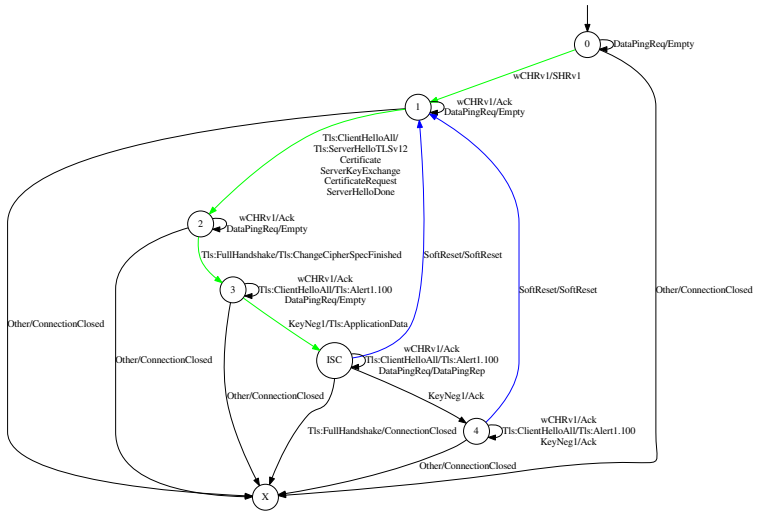 0
DataPingReq/Empty
wCHRv1/SHRv1
1
wCHRv1/Ack
DataPingReq/Empty
Tls:ClientHelloAll/
Tls:ServerHelloTLSv12
Certificate
ServerKeyExchange
CertificateRequest
ServerHelloDone
2
wCHRv1/Ack
DataPingReq/Empty
Tls:FullHandshake/Tls:ChangeCipherSpecFinished
SoftReset/SoftReset
3
wCHRv1/Ack
Tls:ClientHelloAll/Tls:Alert1.100
DataPingReq/Empty
SoftReset/SoftReset
Other/ConnectionClosed
Other/ConnectionClosed
KeyNeg1/Tls:ApplicationData
Other/ConnectionClosed
ISC
wCHRv1/Ack
Tls:ClientHelloAll/Tls:Alert1.100
DataPingReq/DataPingRep
Other/ConnectionClosed
KeyNeg1/Ack
Tls:FullHandshake/ConnectionClosed
4
wCHRv1/Ack
Tls:ClientHelloAll/Tls:Alert1.100
KeyNeg1/Ack
Other/ConnectionClosed
X